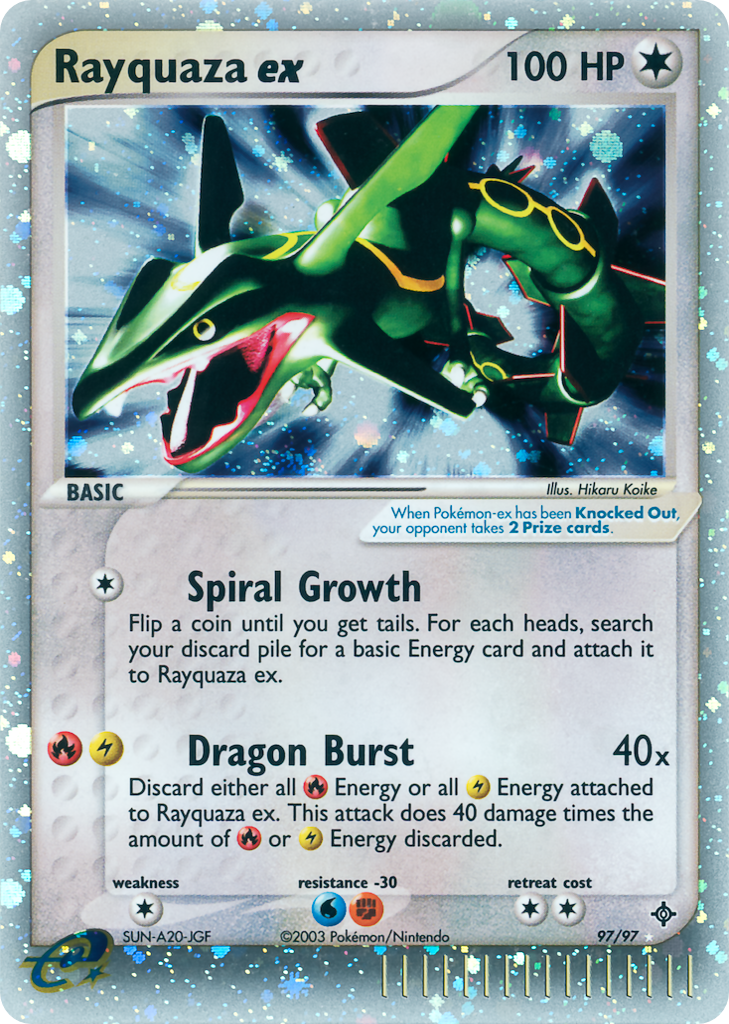 Rayquaza ex 100 HP
BASIC
Illus. Hikaru Koike
When Pokémon-ex has been Knocked Out,
your opponent takes 2 Prize cards.
Spiral Growth
Flip a coin until you get tails. For each heads, search
your discard pile for a basic Energy card and attach it
to Rayquaza ex.
Dragon Burst 40x
Discard either all Energy or all Energy attached
to Rayquaza ex. This attack does 40 damage times the
amount of or Energy discarded.
weakness resistance -30 retreat cost
SUN-A20-JGF ©2003 Pokémon/Nintendo 97/97
e